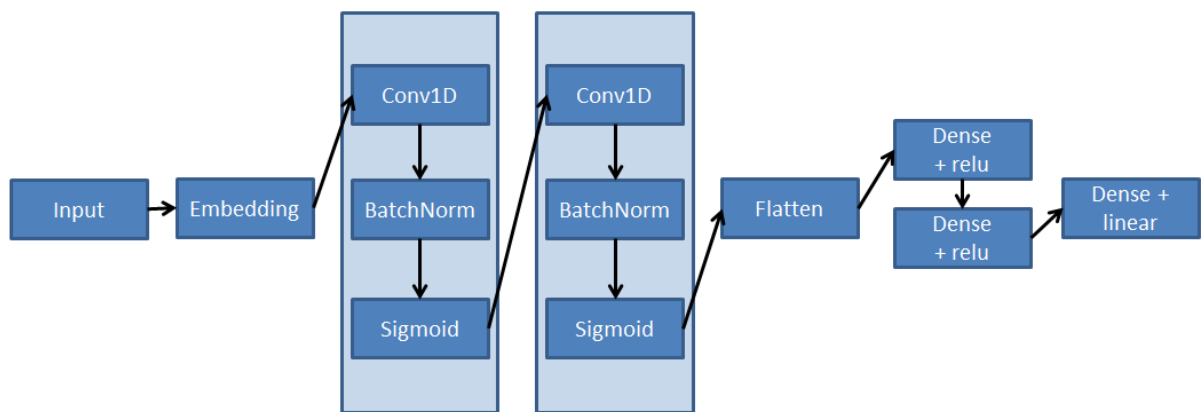 Input
Embedding
Conv1D
BatchNorm
Sigmoid
Conv1D
BatchNorm
Sigmoid
Flatten
Dense
+ relu
Dense
+ relu
Dense +
linear